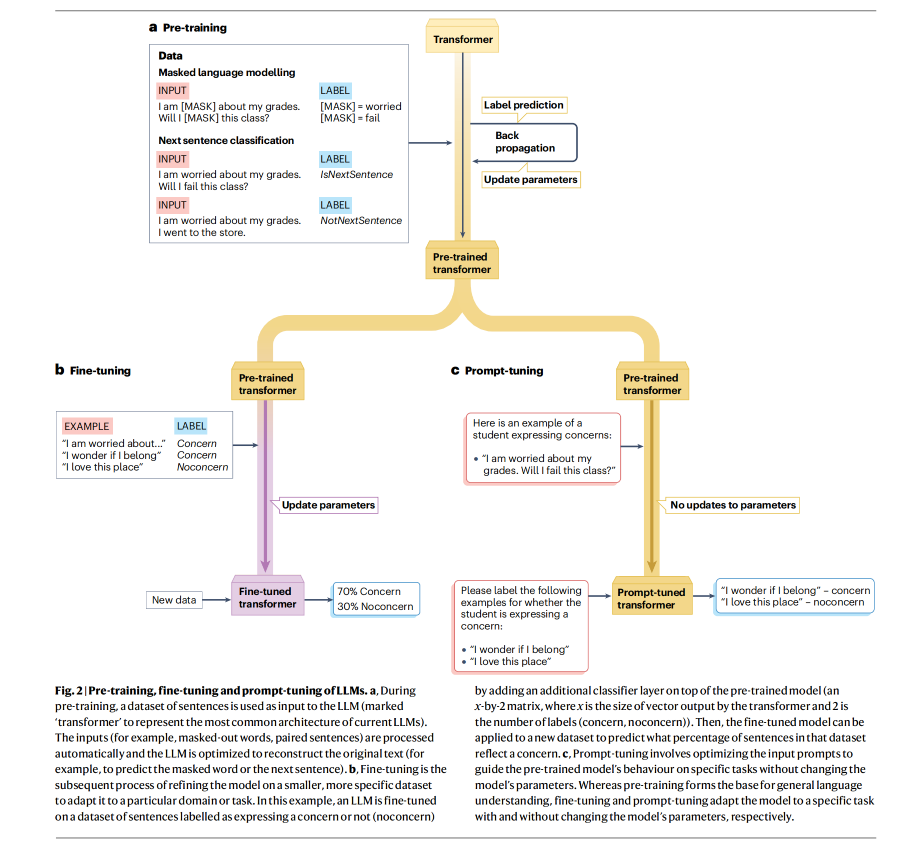 a Pre-training
Transformer
Data
Masked language modelling
INPUT
LABEL
I am [MASK] about my grades.
Will I [MASK] this class?
[MASK] = worried
[MASK] = fail
Next sentence classification
INPUT
LABEL
I am worried about my grades.
Will I fail this class?
IsNextSentence
INPUT
LABEL
I am worried about my grades.
I went to the store.
NotNextSentence
Label prediction
Back
propagation
Update parameters
Pre-trained
transformer
b Fine-tuning
Pre-trained
transformer
EXAMPLE
LABEL
"I am worried about..." Concern
"I wonder if I belong" Concern
"I love this place" Noconcern
Update parameters
New data
Fine-tuned
transformer
70% Concern
30% Noconcern
c Prompt-tuning
Pre-trained
transformer
Here is an example of a
student expressing concerns:
• "I am worried about my
grades. Will I fail this class?"
No updates to parameters
Please label the following
examples for whether the
student is expressing a
concern:
• "I wonder if I belong"
• "I love this place"
Prompt-tuned
transformer
"I wonder if I belong" – concern
"I love this place" – noconcern
Fig. 2 | Pre-training, fine-tuning and prompt-tuning of LLMs. a, During
pre-training, a dataset of sentences is used as input to the LLM (marked
'transformer' to represent the most common architecture of current LLMs).
The inputs (for example, masked-out words, paired sentences) are processed
automatically and the LLM is optimized to reconstruct the original text (for
example, to predict the masked word or the next sentence). b, Fine-tuning is the
subsequent process of refining the model on a smaller, more specific dataset
to adapt it to a particular domain or task. In this example, an LLM is fine-tuned
on a dataset of sentences labelled as expressing a concern or not (noconcern)
by adding an additional classifier layer on top of the pre-trained model (an
x-by-2 matrix, where x is the size of vector output by the transformer and 2 is
the number of labels (concern, noconcern)). Then, the fine-tuned model can be
applied to a new dataset to predict what percentage of sentences in that dataset
reflect a concern. c, Prompt-tuning involves optimizing the input prompts to
guide the pre-trained model's behaviour on specific tasks without changing the
model's parameters. Whereas pre-training forms the base for general language
understanding, fine-tuning and prompt-tuning adapt the model to a specific task
with and without changing the model's parameters, respectively.